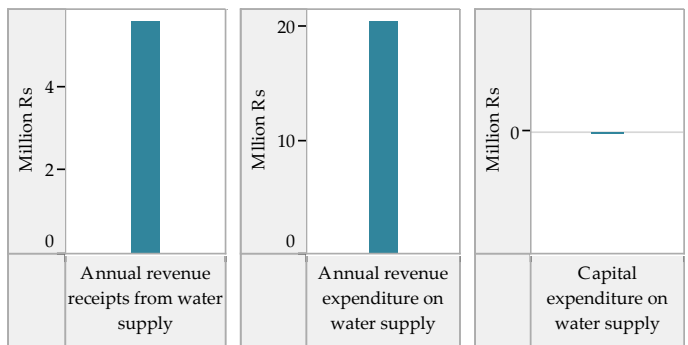 Million Rs
4
2
0
Annual revenue
receipts from water
supply
Mllion Rs
20
10
0
Annual revenue
expenditure on
water supply
Million Rs
0
Capital
expenditure on
water supply